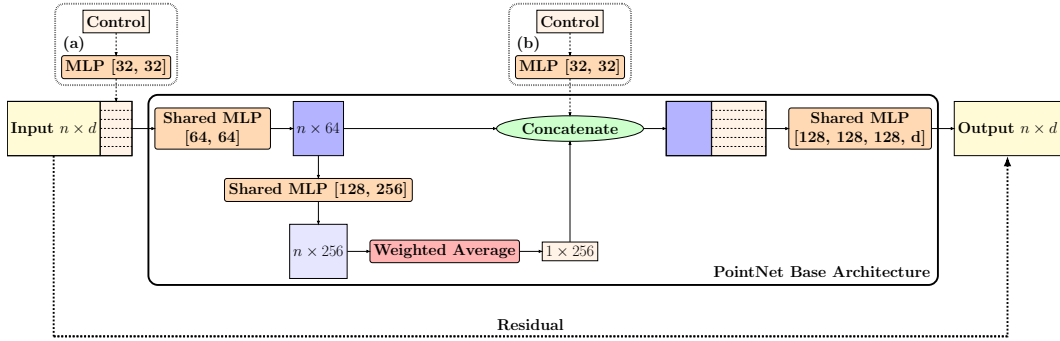 Control
(a)
MLP [32, 32]
Control
(b)
MLP [32, 32]
Input n × d
Shared MLP
[64, 64]
n × 64
Concatenate
Shared MLP
[128, 128, 128, d]
Output n × d
Shared MLP [128, 256]
n × 256
Weighted Average
1 × 256
PointNet Base Architecture
Residual